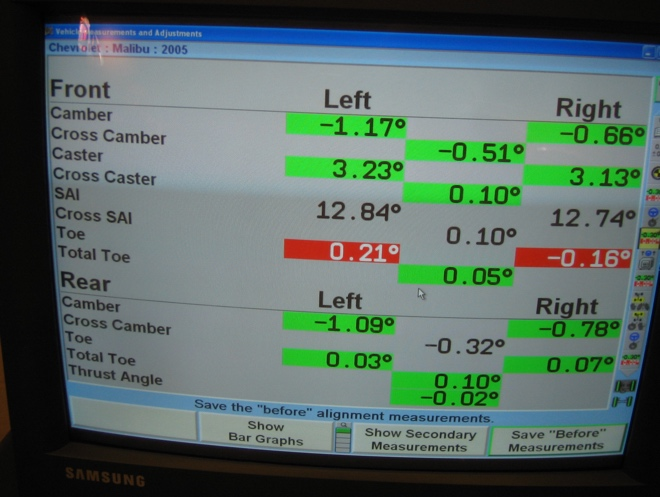 Vehicle Measurements and Adjustments
Chevrolet : Malibu : 2005
Front Left Right
Camber -1.17° -0.66°
Cross Camber -0.51°
Caster 3.23° 3.13°
Cross Caster 0.10°
SAI 12.84° 12.74°
Cross SAI 0.10°
Toe 0.21° -0.16°
Total Toe 0.05°
Rear Left Right
Camber -1.09° -0.78°
Cross Camber -0.32°
Toe 0.03° 0.07°
Total Toe 0.10°
Thrust Angle -0.02°
Save the "before" alignment measurements.
Show Bar Graphs
Show Secondary Measurements
Save "Before" Measurements
SAMSUNG